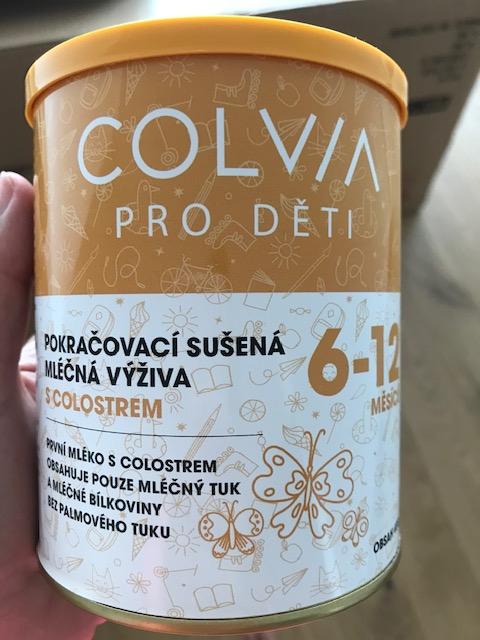 COLVIA
PRO DĚTI
POKRAČOVACÍ SUŠENÁ
MLÉČNÁ VÝŽIVA
S COLOSTREM
6-12
PRVNÍ MLÉKO S COLOSTREM
OBSAHUJE POUZE MLÉČNÝ TUK
A MLÉČNÉ BÍLKOVINY
BEZ PALMOVÉHO TUKU
OBSAH